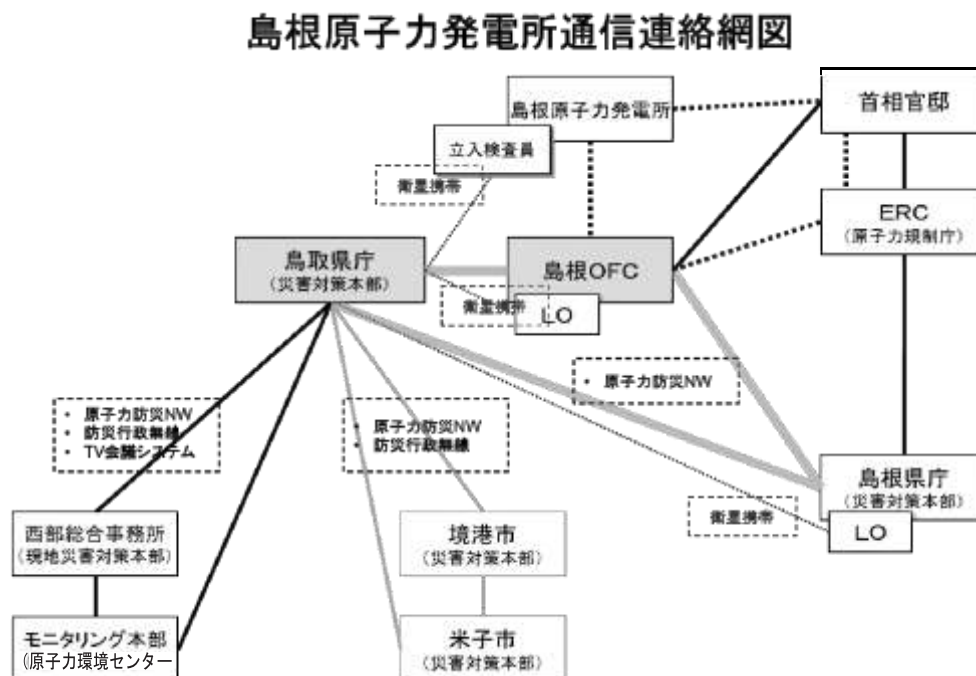 島根原子力発電所通信連絡網図
島根原子力発電所
首相官邸
立入検査員
衛星携帯
ERC
(原子力規制庁)
鳥取県庁
(災害対策本部)
島根OFC
衛星携帯
LO
・ 原子力防災NW
・ 原子力防災NW
・ 防災行政無線
・ TV会議システム
・ 原子力防災NW
・ 防災行政無線
島根県庁
(災害対策本部)
衛星携帯
LO
西部総合事務所
(現地災害対策本部)
境港市
(災害対策本部)
モニタリング本部
(原子力環境センター
米子市
(災害対策本部)